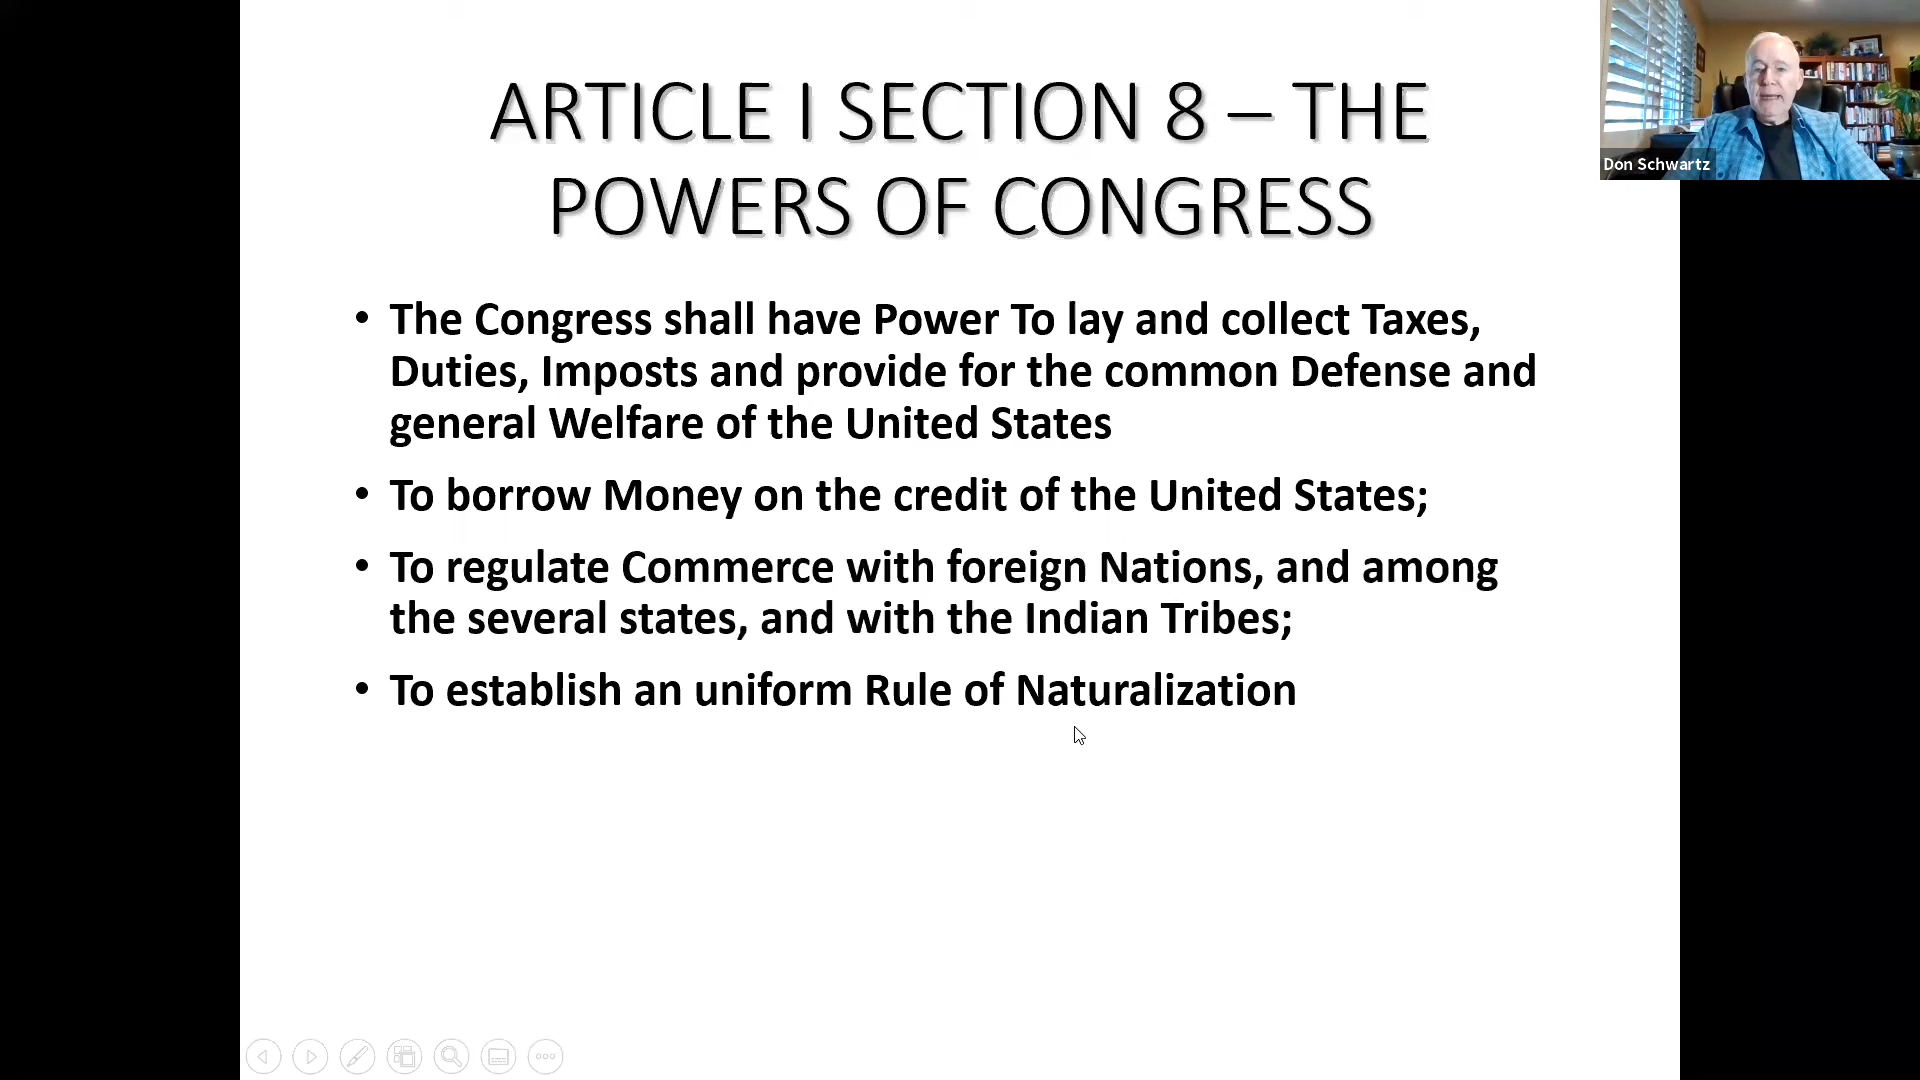 ARTICLE I SECTION 8 – THE
POWERS OF CONGRESS
• The Congress shall have Power To lay and collect Taxes,
Duties, Imposts and provide for the common Defense and
general Welfare of the United States
• To borrow Money on the credit of the United States;
• To regulate Commerce with foreign Nations, and among
the several states, and with the Indian Tribes;
• To establish an uniform Rule of Naturalization
Don Schwartz